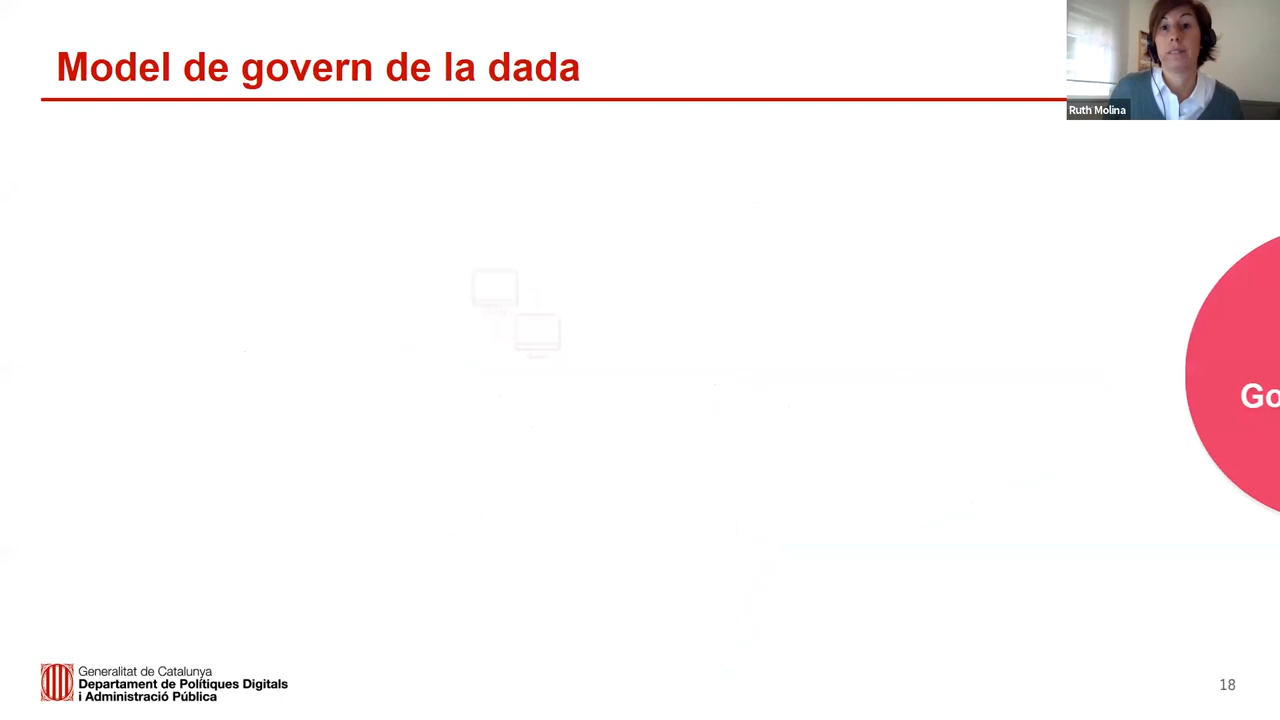 Model de govern de la dada
Ruth Molina
Go
Generalitat de Catalunya
Departament de Polítiques Digitals
i Administració Pública
18